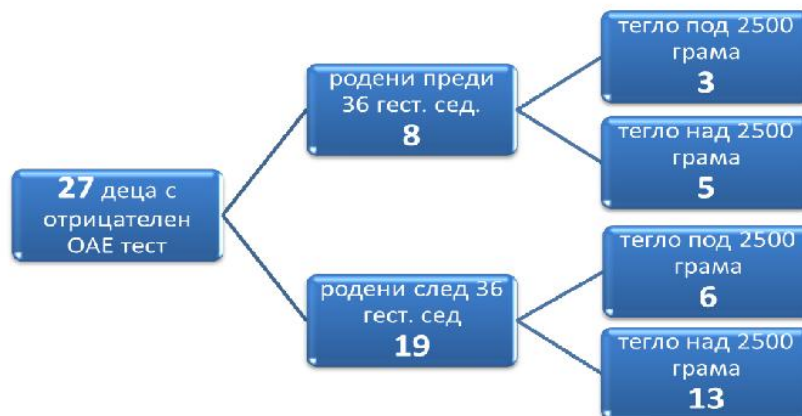 27 деца с
отрицателен
ОАЕ тест
родени преди
36 гест. сед.
8
родени след 36
гест. сед
19
тегло под 2500
грама
3
тегло над 2500
грама
5
тегло под 2500
грама
6
тегло над 2500
грама
13